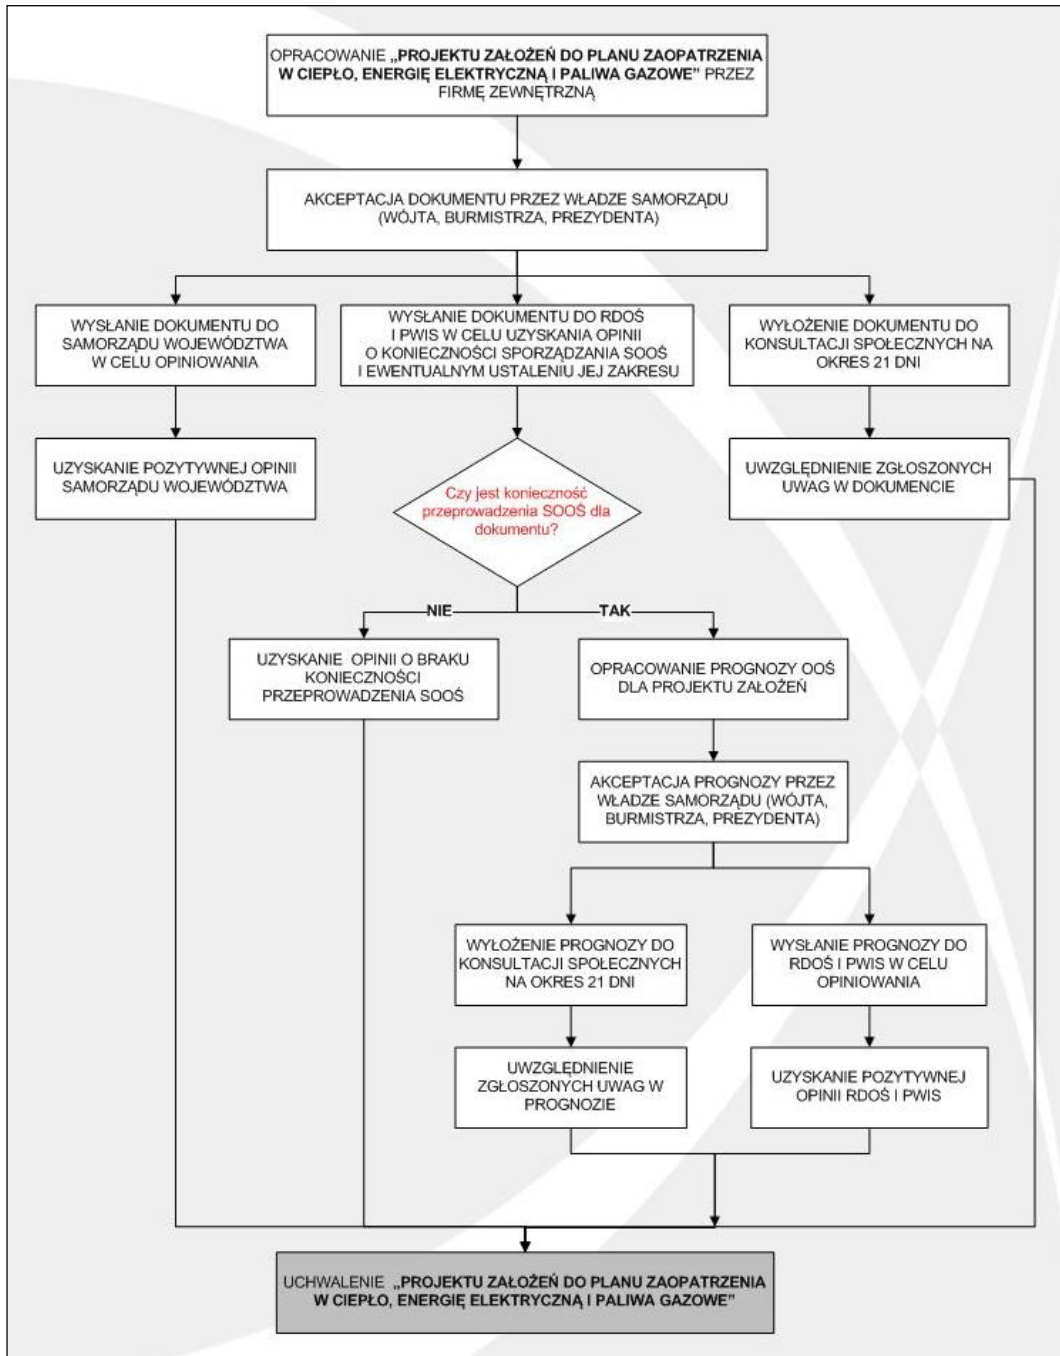 OPRACOWANIE „PROJEKTU ZAŁOŻEŃ DO PLANU ZAOPATRZENIA
W CIEPŁO, ENERGIĘ ELEKTRYCZNĄ I PALIWA GAZOWE” PRZEZ
FIRMĘ ZEWNĘTRZNĄ
AKCEPTACJA DOKUMENTU PRZEZ WŁADZE SAMORZĄDU
(WÓJTA, BURMISTRZA, PREZYDENTA)
WYSŁANIE DOKUMENTU DO
SAMORZĄDU WOJEWÓDZTWA
W CELU OPINIOWANIA
WYSŁANIE DOKUMENTU DO RDOŚ
I PWIS W CELU UZYSKANIA OPINII
O KONIECZNOŚCI SPORZĄDZANIA SOOŚ
I EWENTUALNYM USTALENIU JEJ ZAKRESU
WYŁOŻENIE DOKUMENTU DO
KONSULTACJI SPOŁECZNYCH NA
OKRES 21 DNI
UZYSKANIE POZYTYWNEJ OPINII
SAMORZĄDU WOJEWÓDZTWA
Czy jest konieczność
przeprowadzenia SOOŚ dla
dokumentu?
UWZGLĘDNIENIE ZGŁOSZONYCH
UWAG W DOKUMENCIE
NIE
TAK
UZYSKANIE OPINII O BRAKU
KONIECZNOŚCI
PRZEPROWADZENIA SOOŚ
OPRACOWANIE PROGNOZY OOŚ
DLA PROJEKTU ZAŁOŻEŃ
AKCEPTACJA PROGNOZY PRZEZ
WŁADZE SAMORZĄDU (WÓJTA,
BURMISTRZA, PREZYDENTA)
WYŁOŻENIE PROGNOZY DO
KONSULTACJI SPOŁECZNYCH
NA OKRES 21 DNI
WYSŁANIE PROGNOZY DO
RDOŚ I PWIS W CELU
OPINIOWANIA
UWZGLĘDNIENIE
ZGŁOSZONYCH UWAG W
PROGNOZIE
UZYSKANIE POZYTYWNEJ
OPINII RDOŚ I PWIS
UCHWALENIE „PROJEKTU ZAŁOŻEŃ DO PLANU ZAOPATRZENIA
W CIEPŁO, ENERGIĘ ELEKTRYCZNĄ I PALIWA GAZOWE”